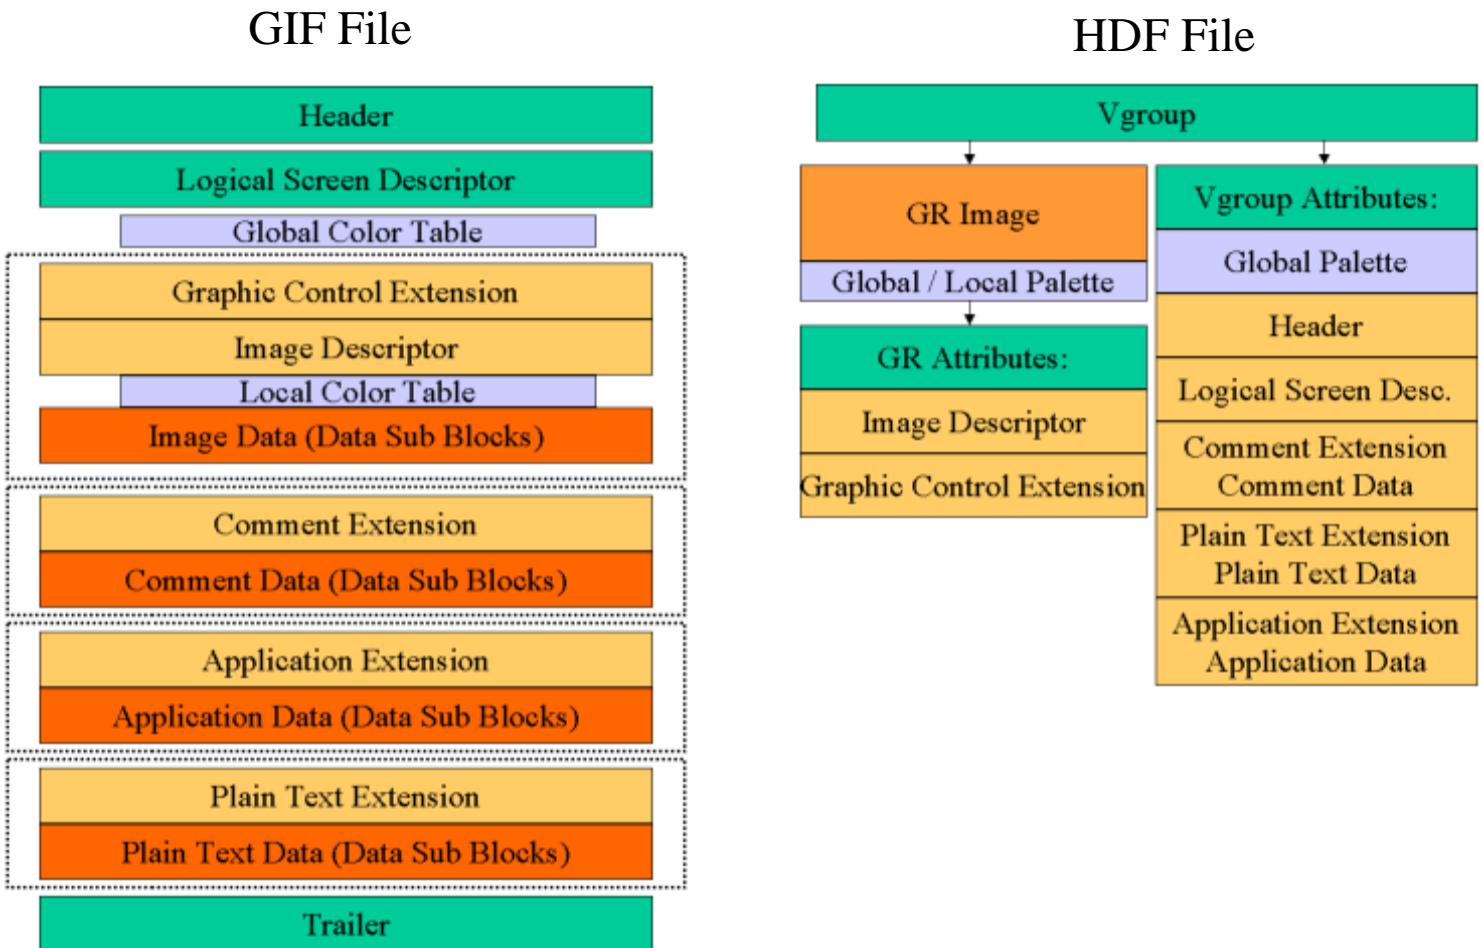 GIF File
Header
Logical Screen Descriptor
Global Color Table
Graphic Control Extension
Image Descriptor
Local Color Table
Image Data (Data Sub Blocks)
Comment Extension
Comment Data (Data Sub Blocks)
Application Extension
Application Data (Data Sub Blocks)
Plain Text Extension
Plain Text Data (Data Sub Blocks)
Trailer
HDF File
Vgroup
GR Image
Global / Local Palette
GR Attributes:
Image Descriptor
Graphic Control Extension
Vgroup Attributes:
Global Palette
Header
Logical Screen Desc.
Comment Extension
Comment Data
Plain Text Extension
Plain Text Data
Application Extension
Application Data